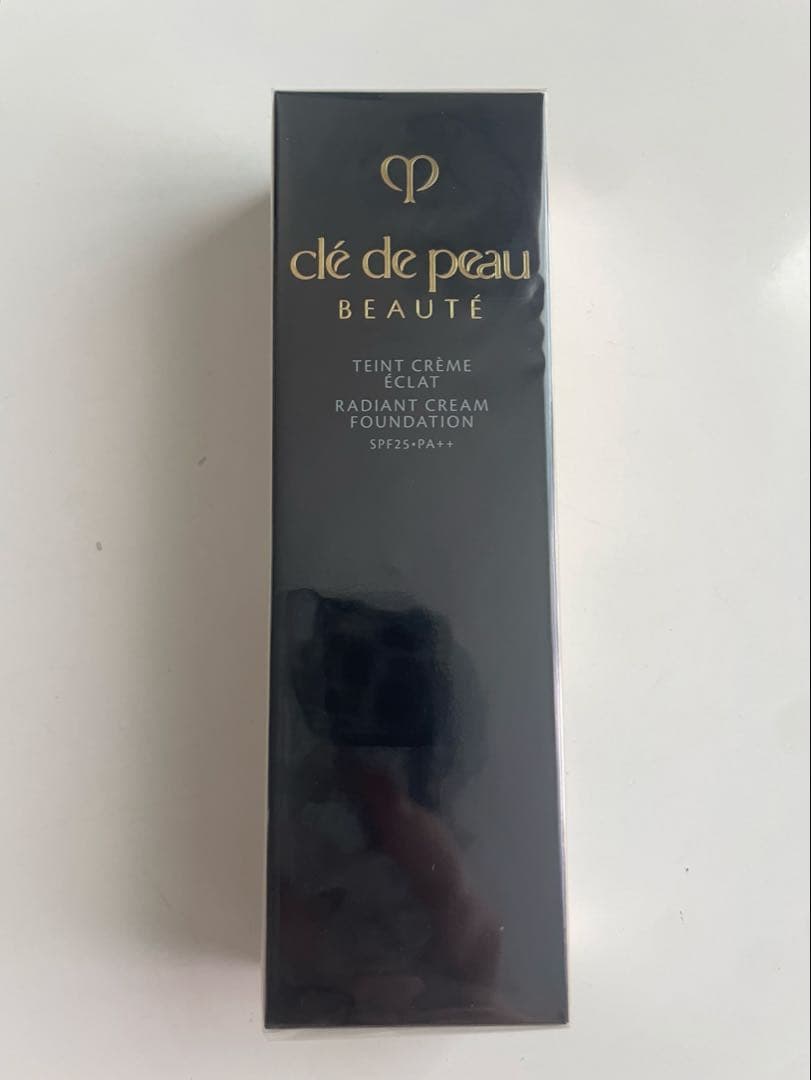 clé de peau
BEAUTÉ
TEINT CRÈME
ÉCLAT
RADIANT CREAM
FOUNDATION
SPF25•PA++